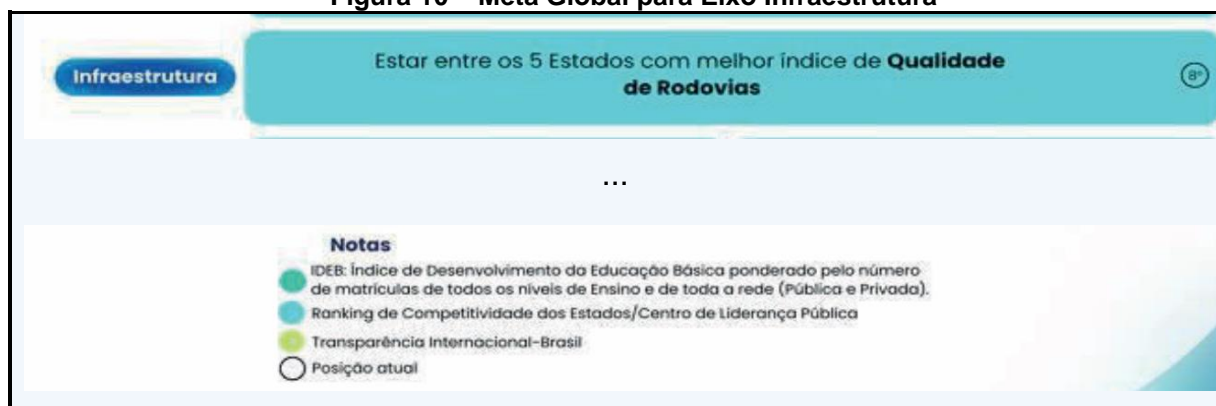 Figura 10 – Meta Global para Eixo Infraestrutura
Infraestrutura
Estar entre os 5 Estados com melhor índice de Qualidade
de Rodovias
8º
...
Notas
IDEB: Índice de Desenvolvimento da Educação Básica ponderado pelo número
de matrículas de todos os níveis de Ensino e de toda a rede (Pública e Privada).
Ranking de Competitividade dos Estados/Centro de Liderança Pública
Transparência Internacional-Brasil
Posição atual